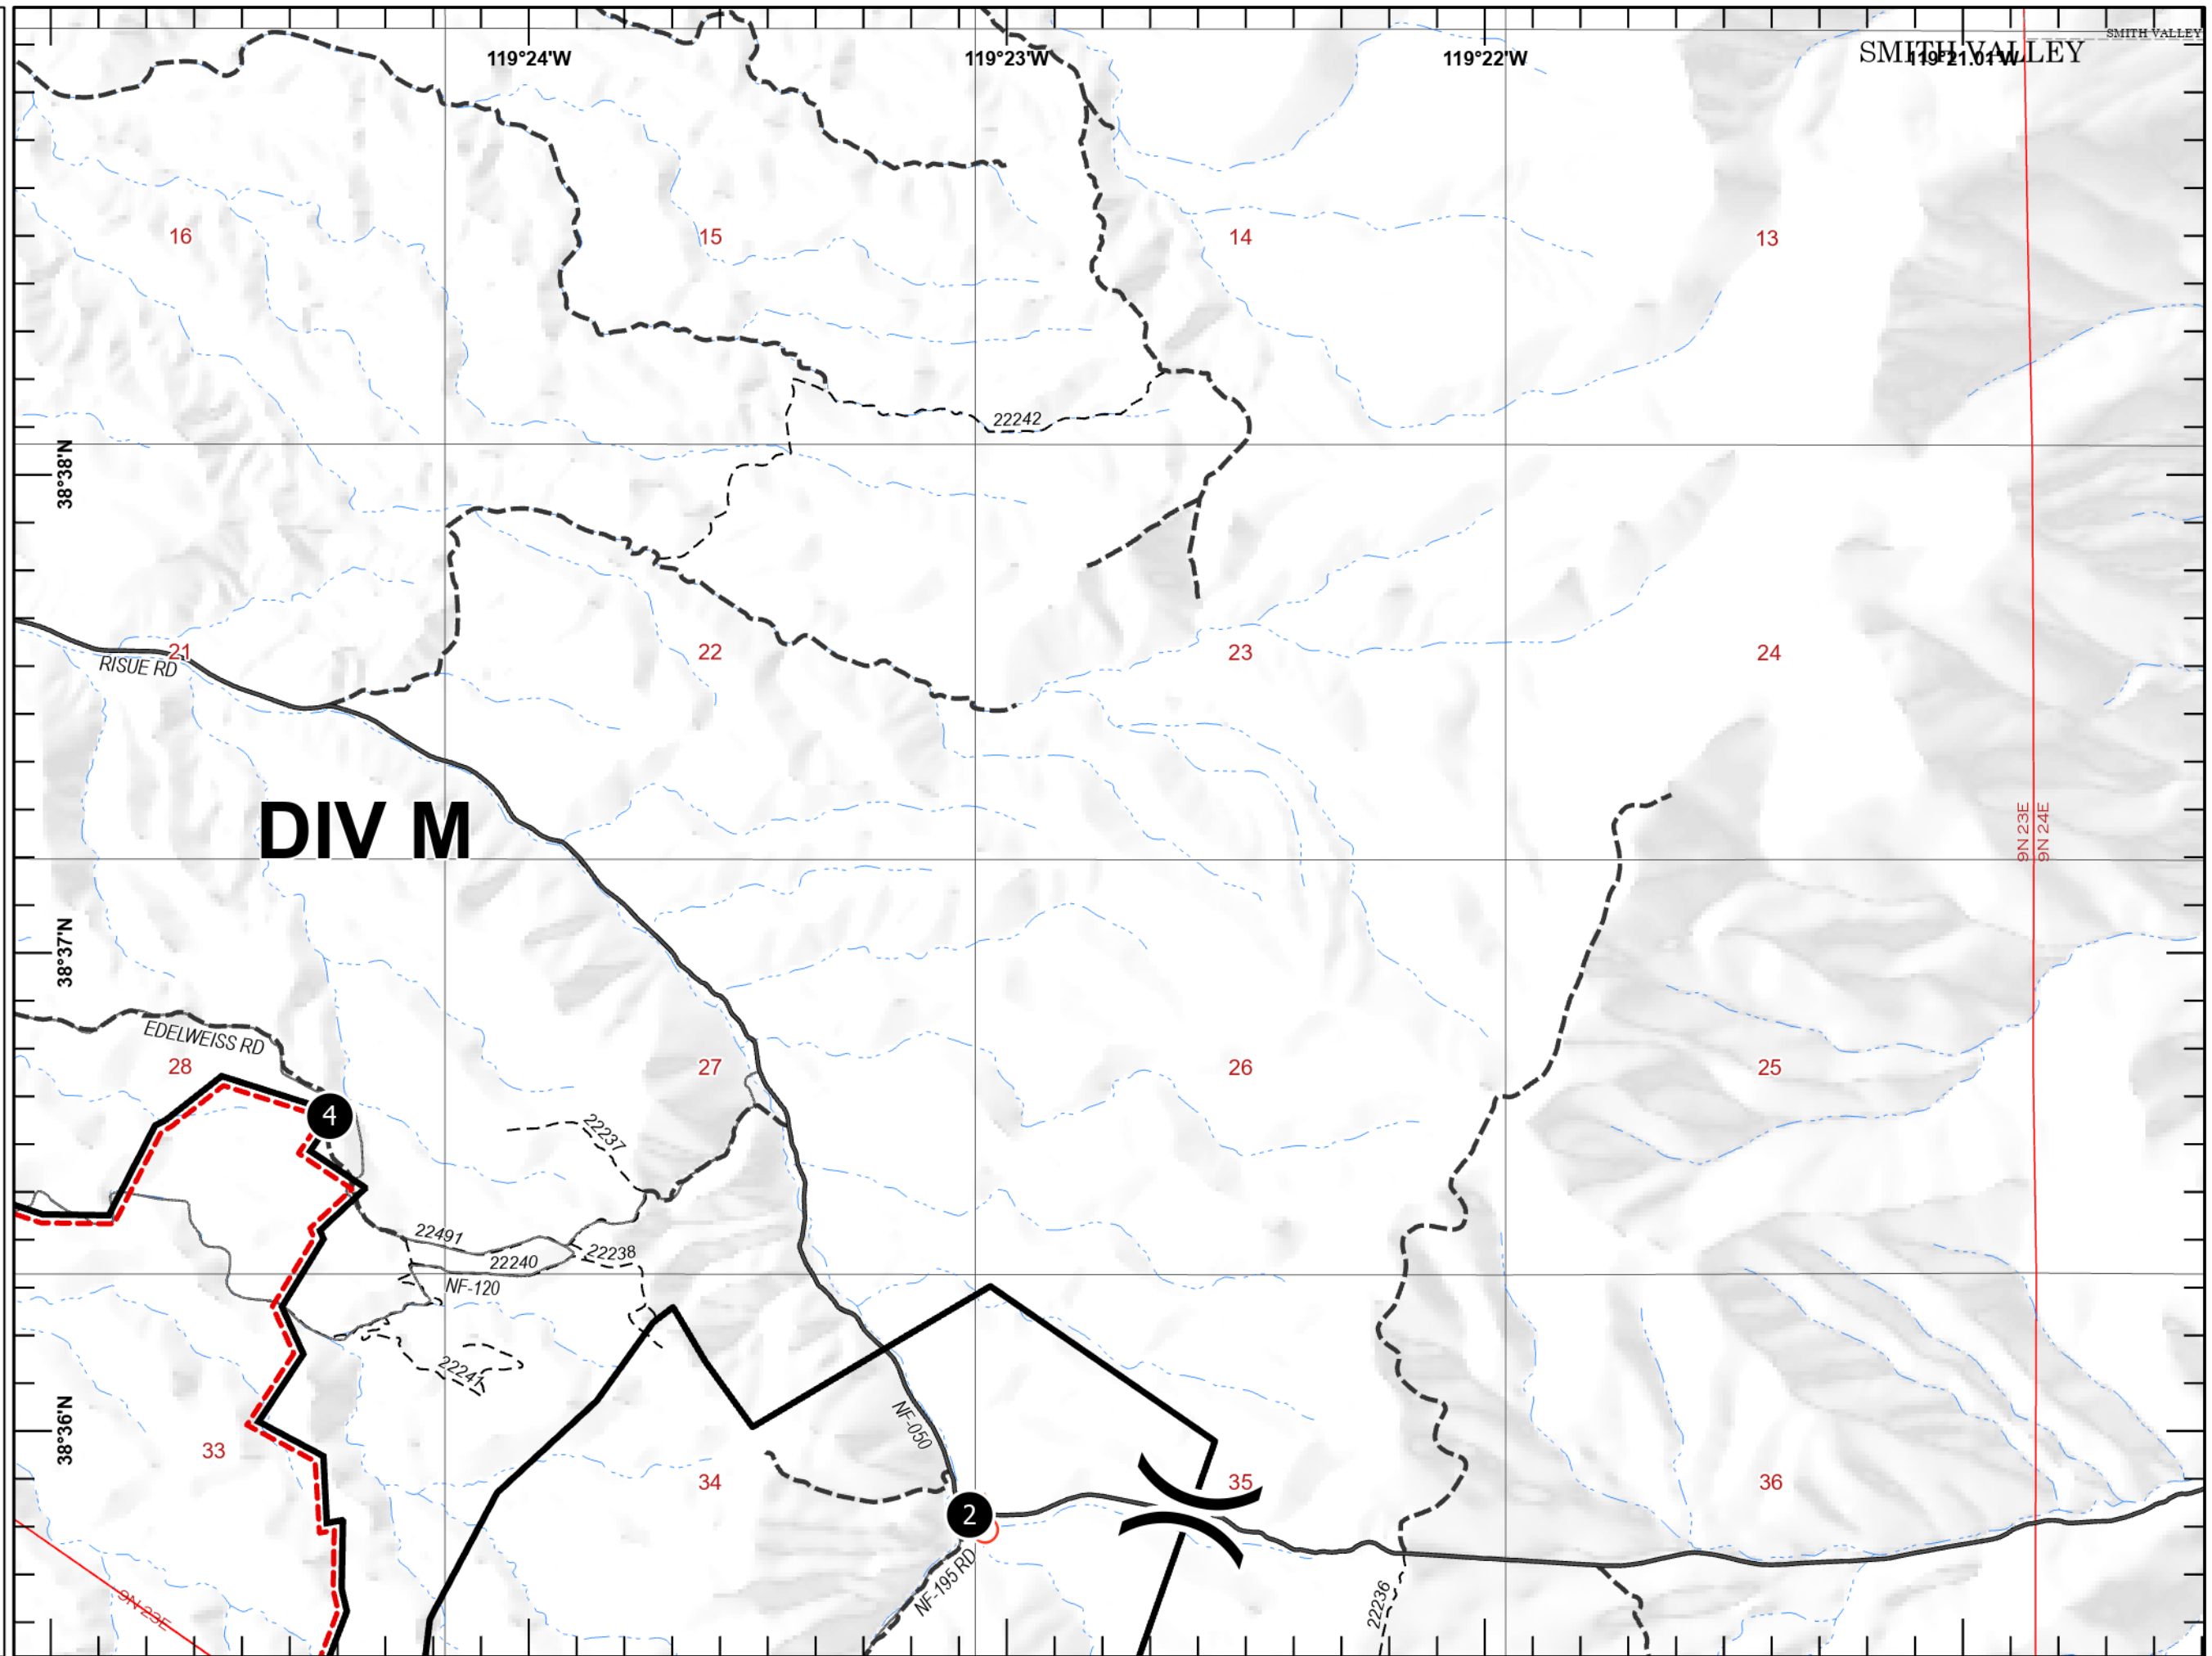 SMITH VALLEY
119°24'W
119°23'W
119°22'W
SMITH VALLEY
119°21.01'W
16
15
14
13
22242
38°38'N
21
22
23
24
RISUE RD
DIV M
9N 23E
9N 24E
38°37'N
EDELWEISS RD
28
27
26
25
4
22237
22491
22238
22240
NF-120
22241
NF-050
38°36'N
33
34
35
36
2
NF-195 RD
22236
9N 23E